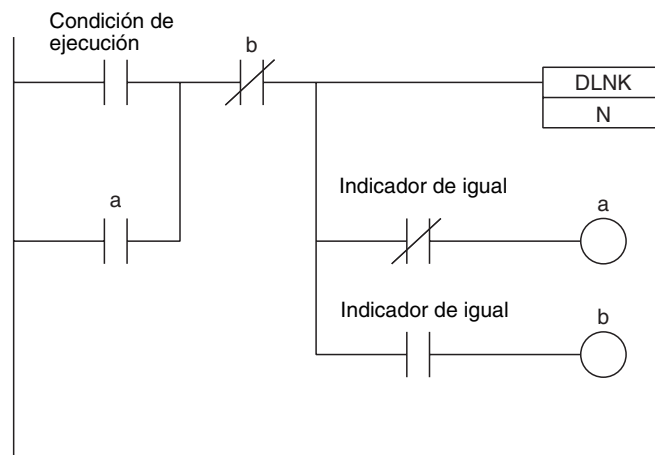 Condición de
ejecución
b
DLNK
N
a
Indicador de igual
a
Indicador de igual
b